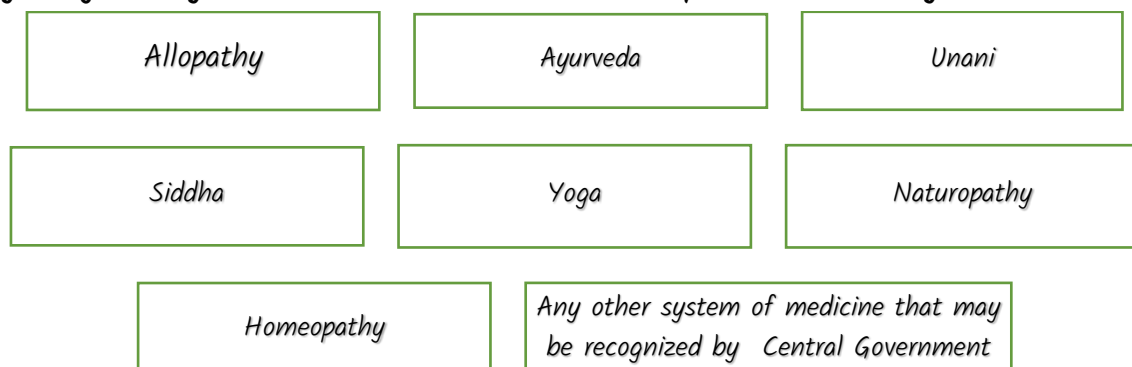 Allopathy
Ayurveda
Unani
Siddha
Yoga
Naturopathy
Homeopathy
Any other system of medicine that may
be recognized by Central Government